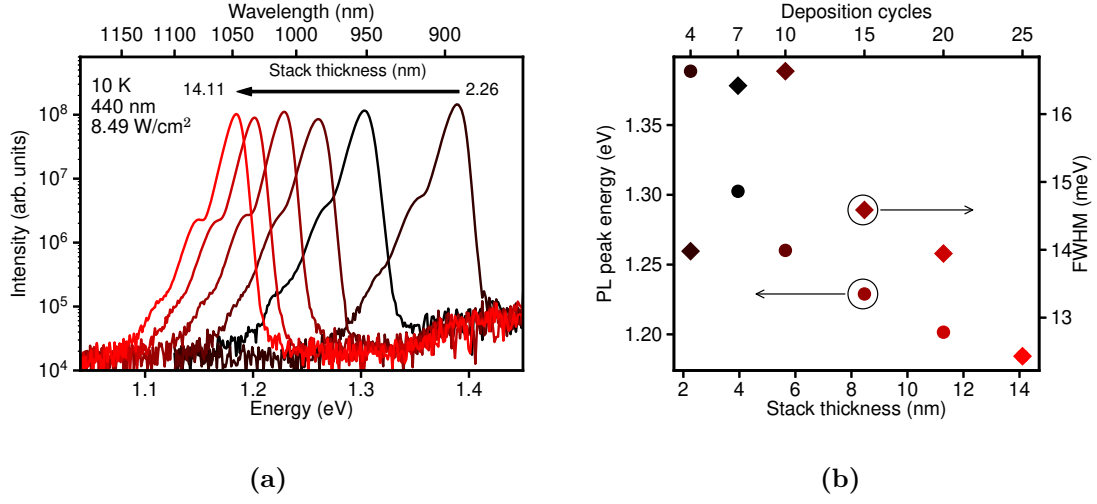 Wavelength (nm)
1150 1100 1050 1000 950 900
Stack thickness (nm)
14.11 2.26
10 K
440 nm
8.49 W/cm²
Intensity (arb. units)
10⁸
10⁷
10⁶
10⁵
10⁴
1.1 1.2 1.3 1.4
Energy (eV)
(a)
Deposition cycles
4 7 10 15 20 25
PL peak energy (eV)
1.35
1.30
1.25
1.20
FWHM (meV)
16
15
14
13
2 4 6 8 10 12 14
Stack thickness (nm)
(b)